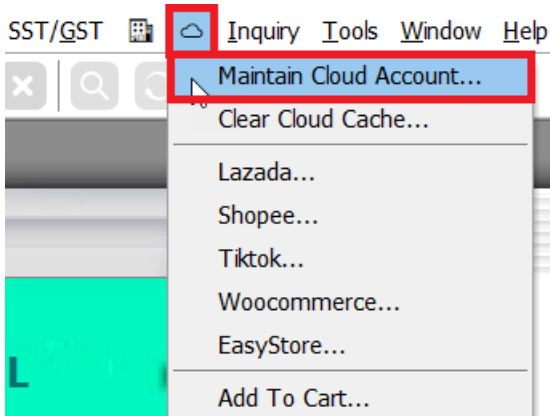 SST/GST Inquiry Tools Window Help
Maintain Cloud Account...
Clear Cloud Cache...
Lazada...
Shopee...
Tiktok...
Woocommerce...
EasyStore...
Add To Cart...
L